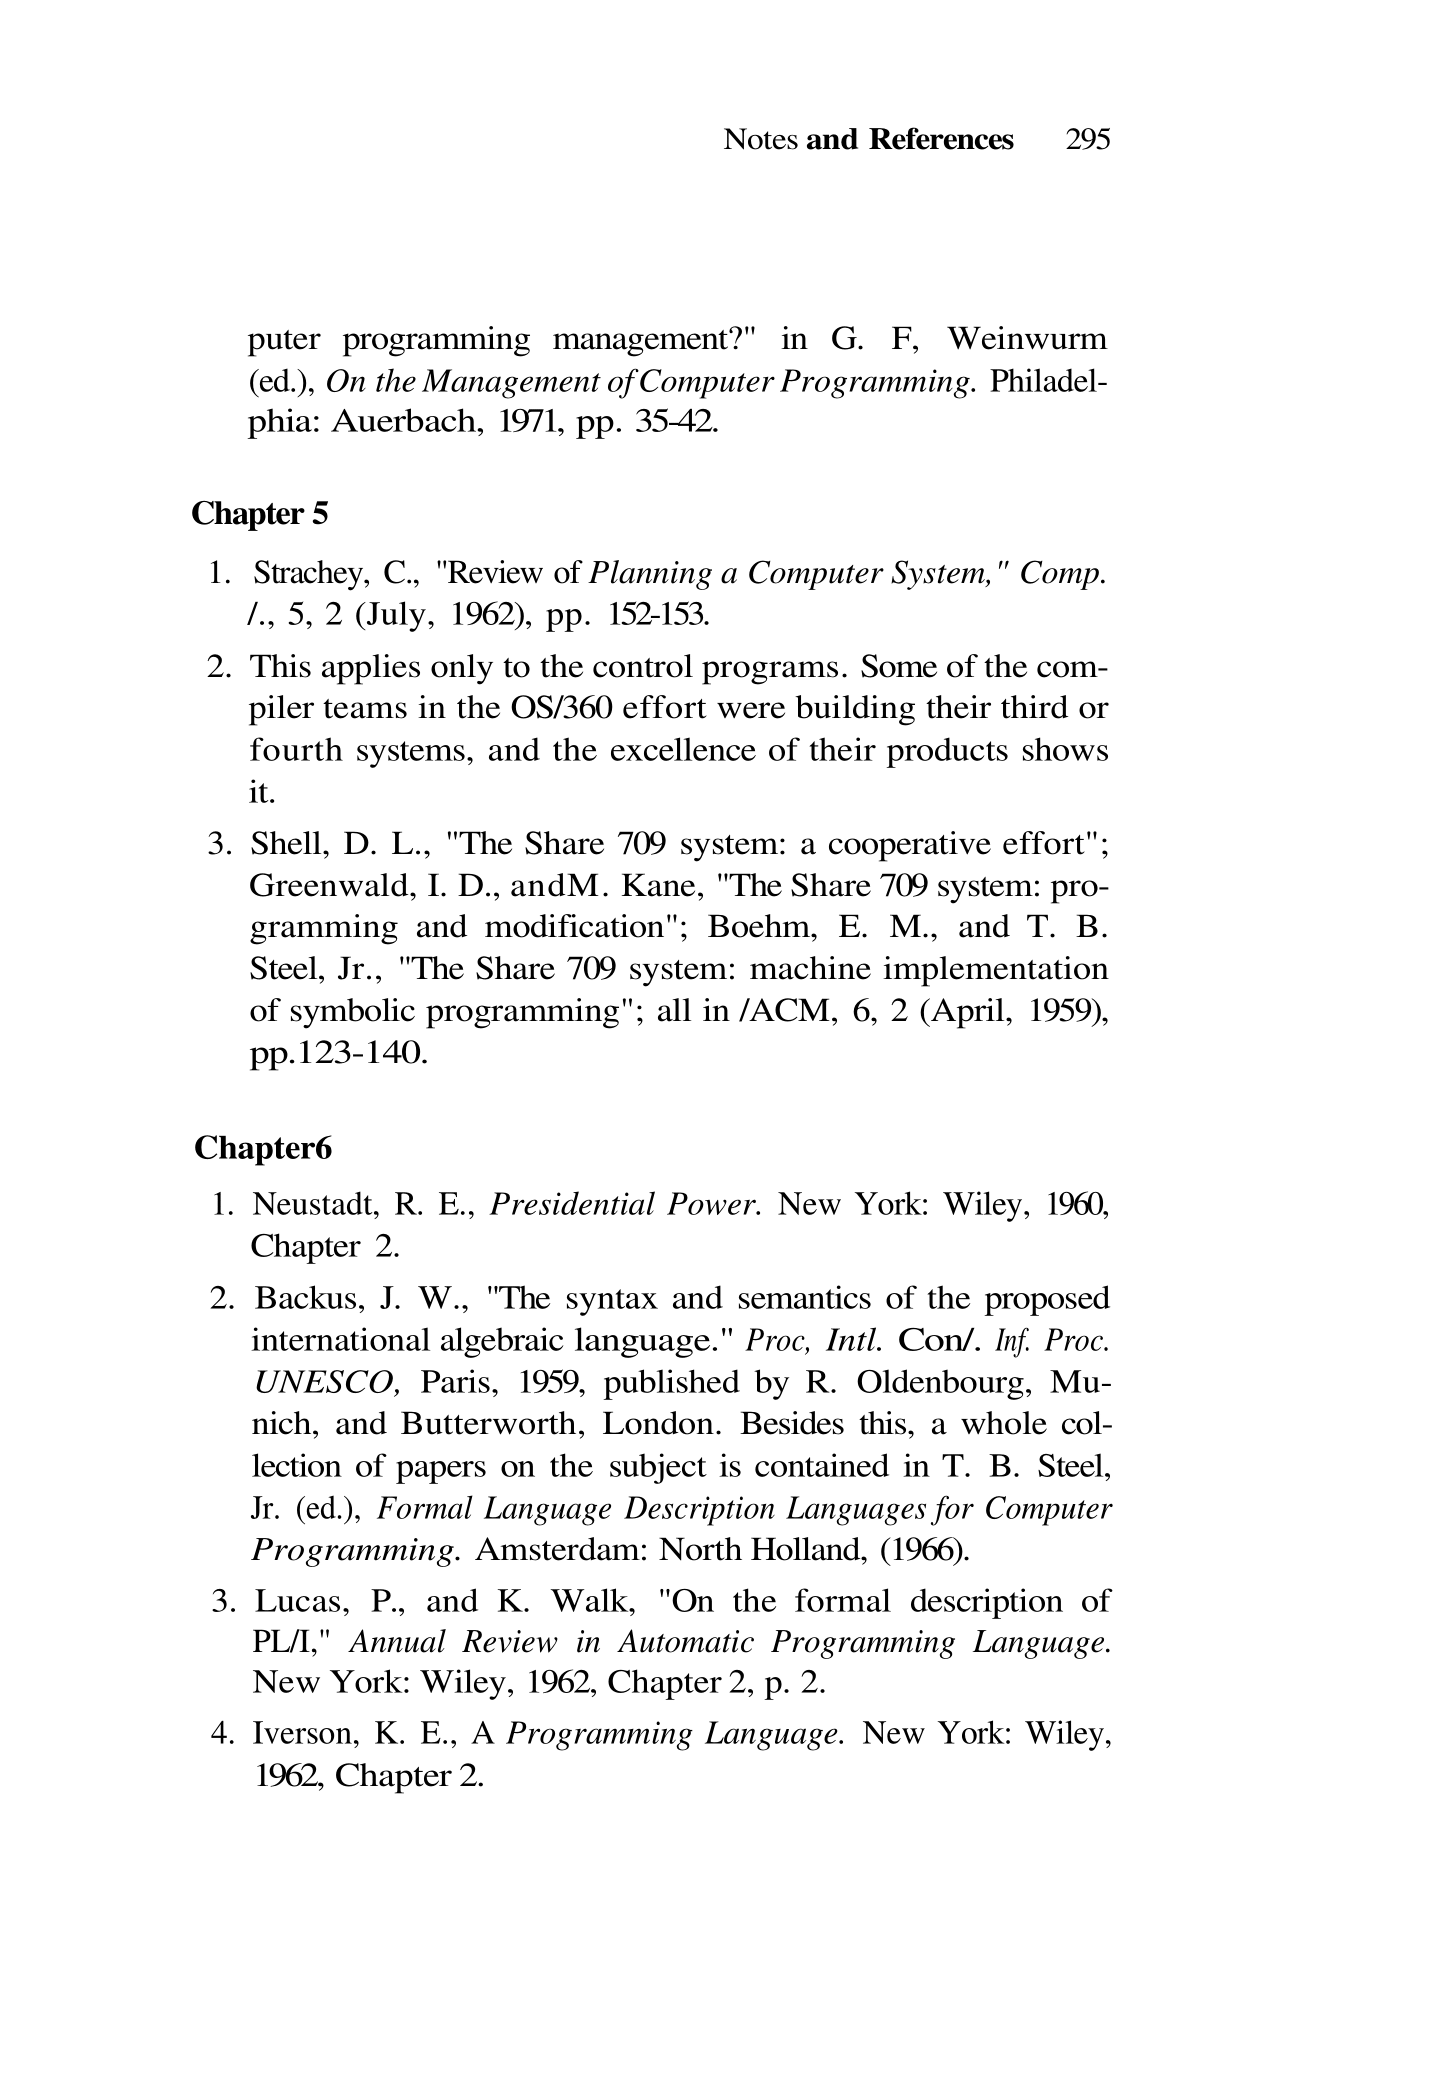 Notes and References 295
puter programming management?" in G. F, Weinwurm
(ed.), On the Management of Computer Programming. Philadel-
phia: Auerbach, 1971, pp. 35-42.
Chapter 5
1. Strachey, C., "Review of Planning a Computer System," Comp.
/., 5, 2 (July, 1962), pp. 152-153.
2. This applies only to the control programs. Some of the com-
piler teams in the OS/360 effort were building their third or
fourth systems, and the excellence of their products shows
it.
3. Shell, D. L., "The Share 709 system: a cooperative effort";
Greenwald, I. D., andM. Kane, "The Share 709 system: pro-
gramming and modification"; Boehm, E. M., and T. B.
Steel, Jr., "The Share 709 system: machine implementation
of symbolic programming"; all in /ACM, 6, 2 (April, 1959),
pp.123-140.
Chapter6
1. Neustadt, R. E., Presidential Power. New York: Wiley, 1960,
Chapter 2.
2. Backus, J. W., "The syntax and semantics of the proposed
international algebraic language." Proc, Intl. Con/. Inf. Proc.
UNESCO, Paris, 1959, published by R. Oldenbourg, Mu-
nich, and Butterworth, London. Besides this, a whole col-
lection of papers on the subject is contained in T. B. Steel,
Jr. (ed.), Formal Language Description Languages for Computer
Programming. Amsterdam: North Holland, (1966).
3. Lucas, P., and K. Walk, "On the formal description of
PL/I," Annual Review in Automatic Programming Language.
New York: Wiley, 1962, Chapter 2, p. 2.
4. Iverson, K. E., A Programming Language. New York: Wiley,
1962, Chapter 2.